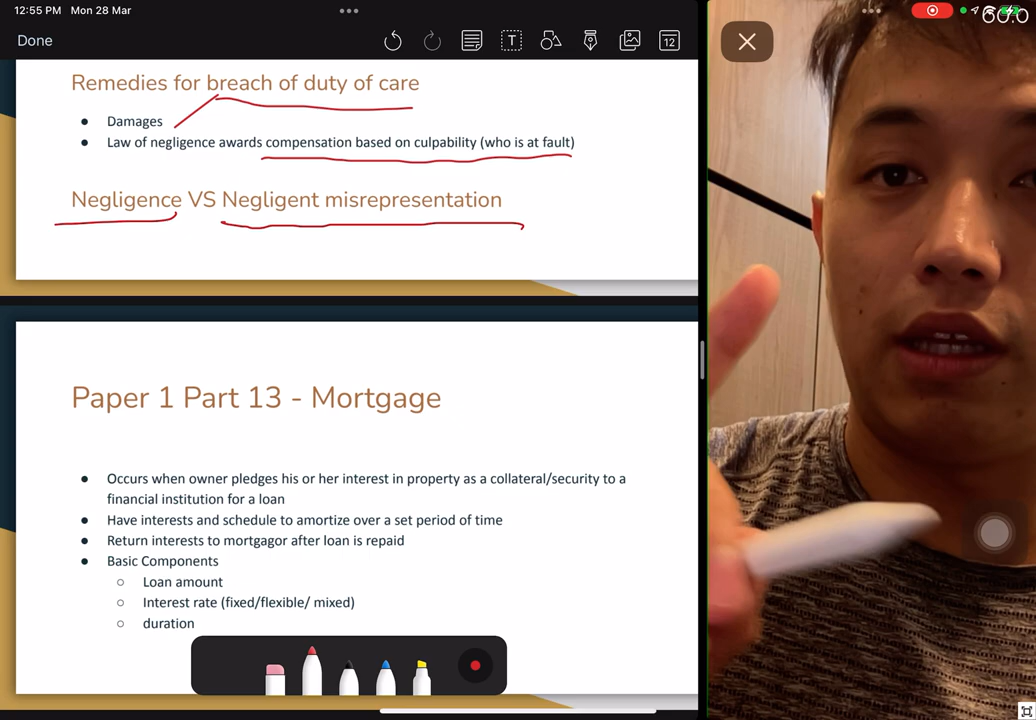 12:55 PM Mon 28 Mar
60.0
Done
12
Remedies for breach of duty of care
● Damages
● Law of negligence awards compensation based on culpability (who is at fault)
Negligence VS Negligent misrepresentation
Paper 1 Part 13 - Mortgage
● Occurs when owner pledges his or her interest in property as a collateral/security to a
financial institution for a loan
● Have interests and schedule to amortize over a set period of time
● Return interests to mortgagor after loan is repaid
● Basic Components
○ Loan amount
○ Interest rate (fixed/flexible/ mixed)
○ duration